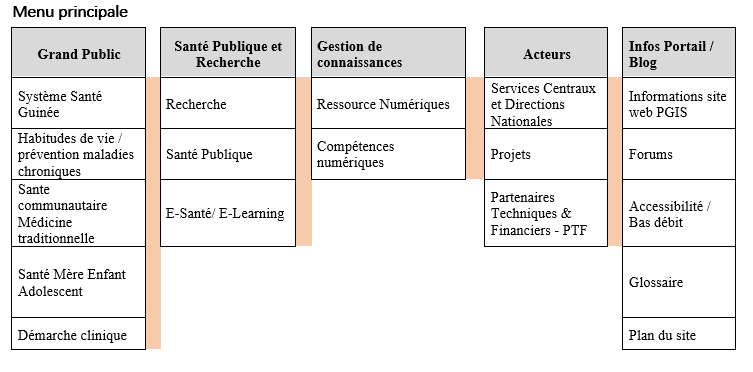 Menu principale
Grand Public
Santé Publique et
Recherche
Gestion de
connaissances
Acteurs
Infos Portail /
Blog
Système Santé
Guinée
Recherche
Ressource Numériques
Services Centraux
et Directions
Nationales
Informations site
web PGIS
Habitudes de vie /
prévention maladies
chroniques
Santé Publique
Compétences
numériques
Projets
Forums
Sante
communautaire
Médicine
traditionnelle
E-Santé/ E-Learning
Partenaires
Techniques &
Financiers - PTF
Accessibilité /
Bas débit
Santé Mère Enfant
Adolescent
Glossaire
Démarche clinique
Plan du site